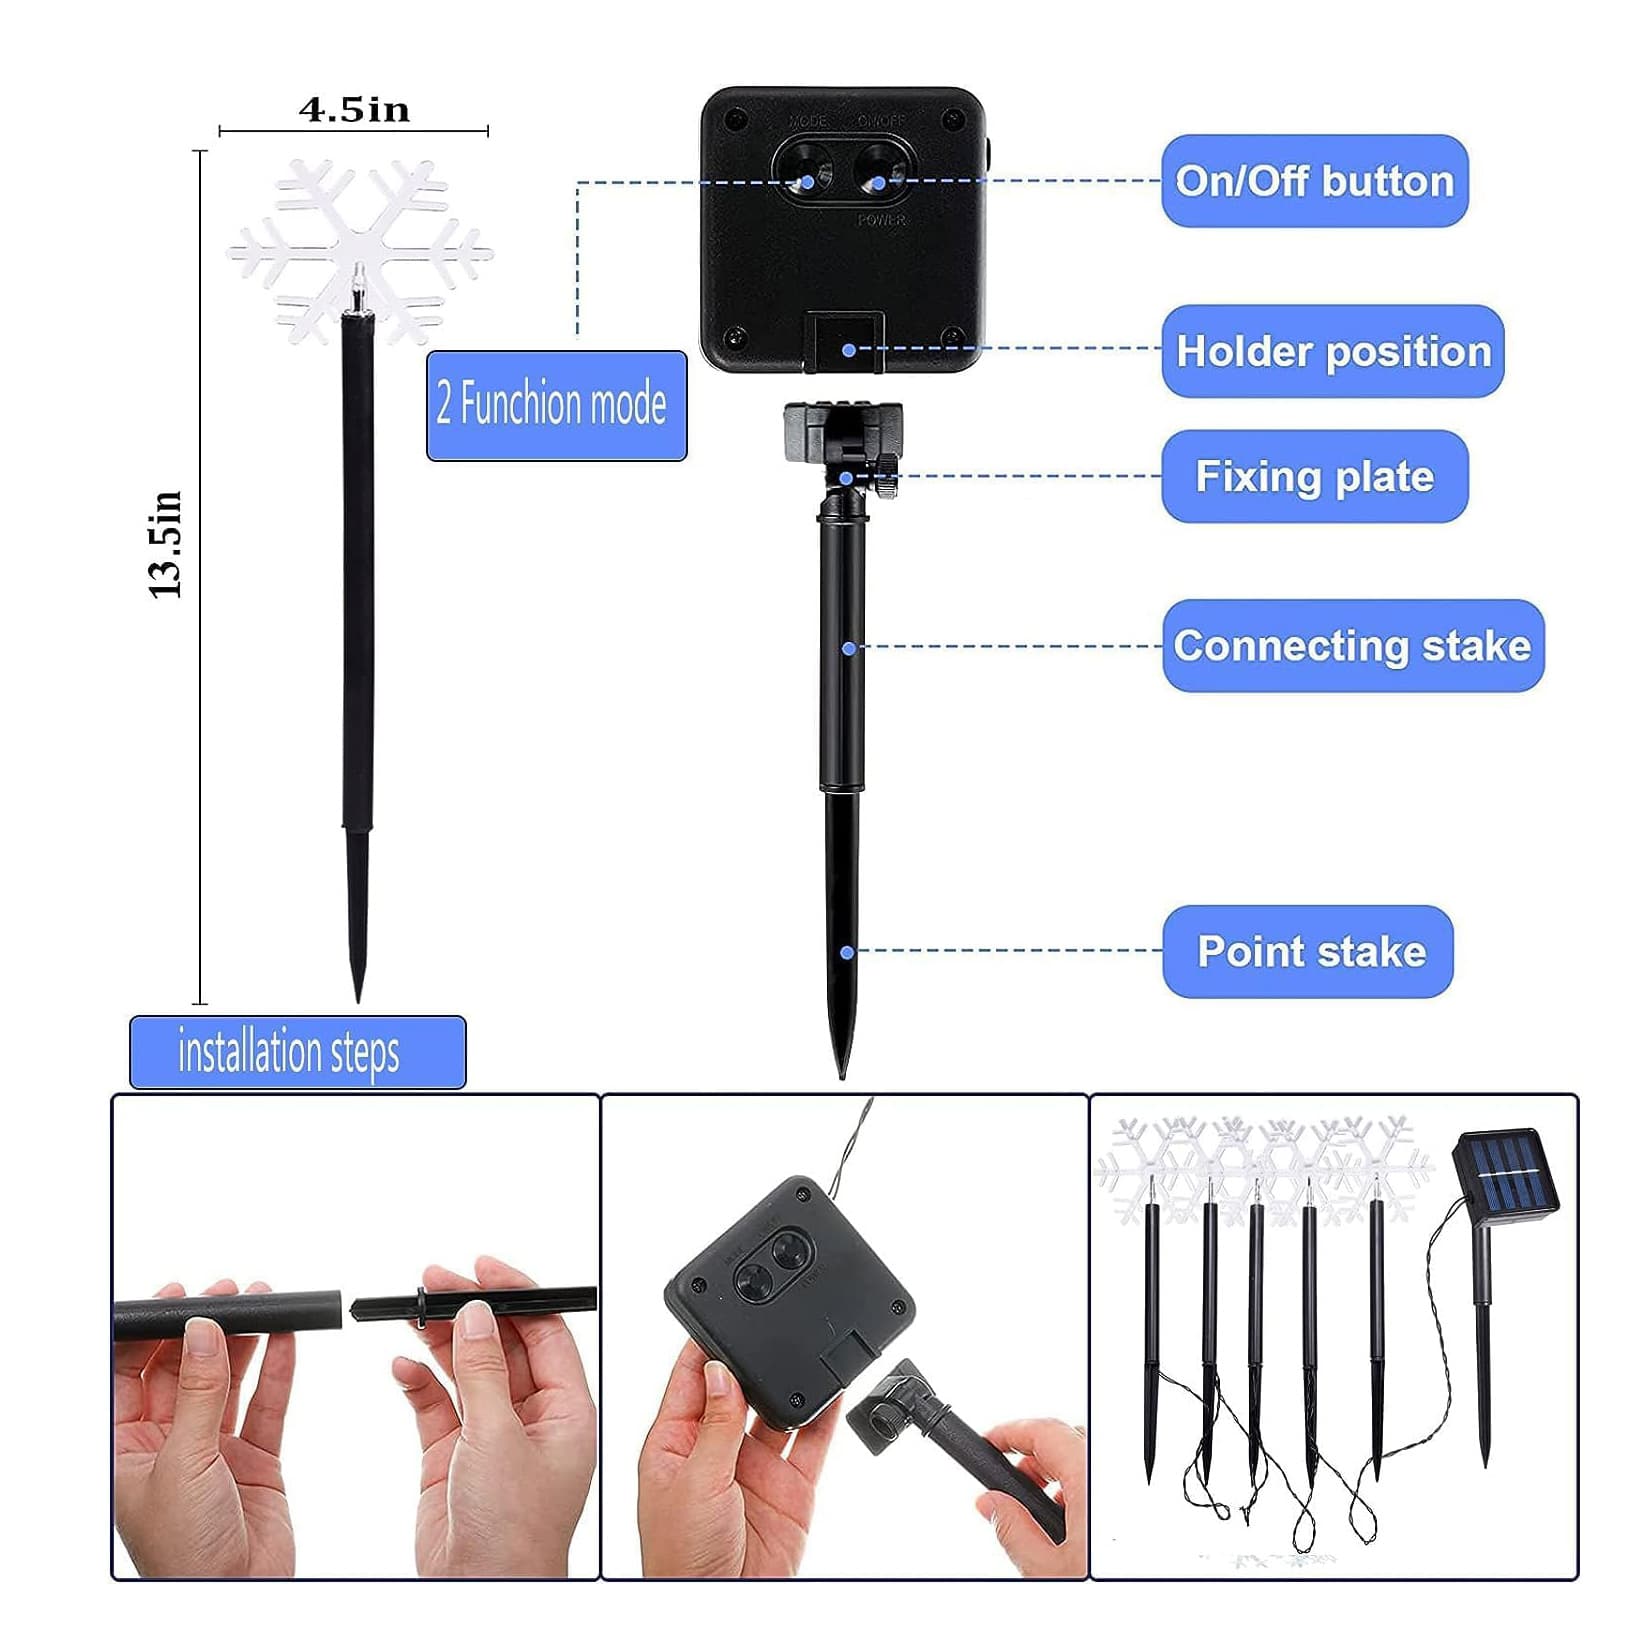 4.5in
13.5in
MODE ON/OFF
POWER
On/Off button
Holder position
2 Funchion mode
Fixing plate
Connecting stake
Point stake
installation steps